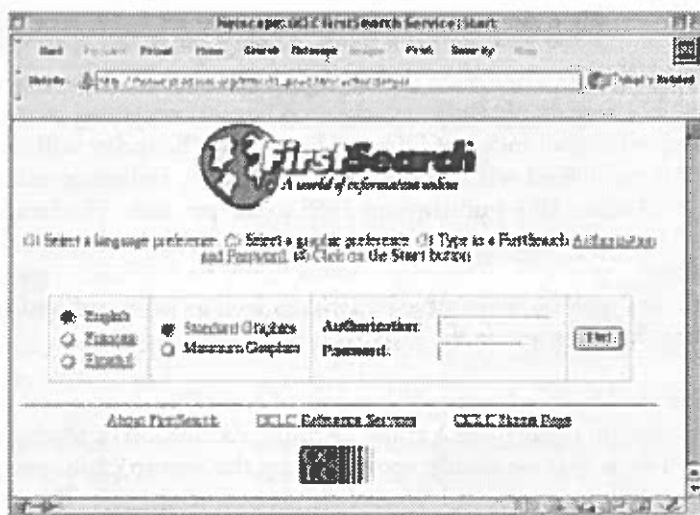 Netscape: OCLC FirstSearch Service: Start
Reload Home Search Netscape Print Security
FirstSearch
A world of information online
(1) Select a language preference. (2) Select a graphic preference. (3) Type in a FirstSearch Authorization
and Password. (4) Click on the Start button.
English
Français
Español
Standard Graphics
Minimum Graphics
Authorization:
Password:
Start
About FirstSearch OCLC Reference Services OCLC Home Page
OCLC